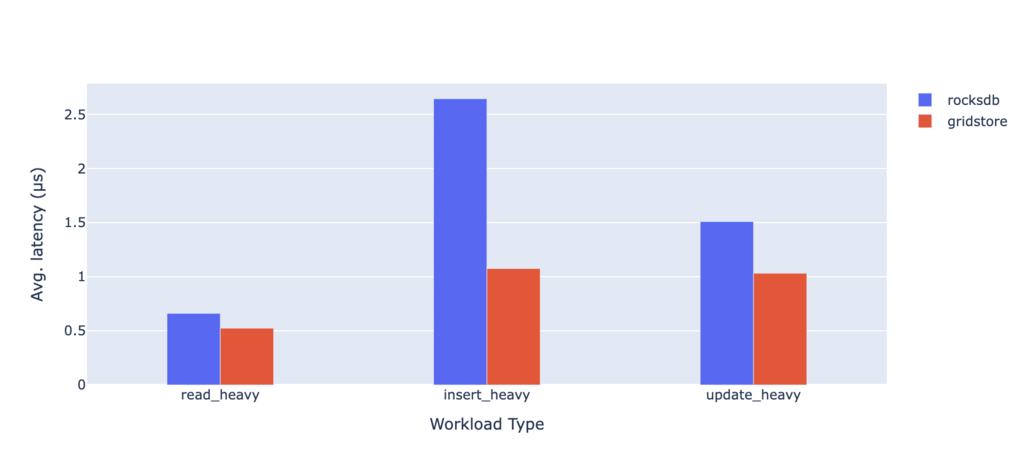 rocksdb
gridstore
Avg. latency (μs)
2.5
2
1.5
1
0.5
0
read_heavy
insert_heavy
update_heavy
Workload Type